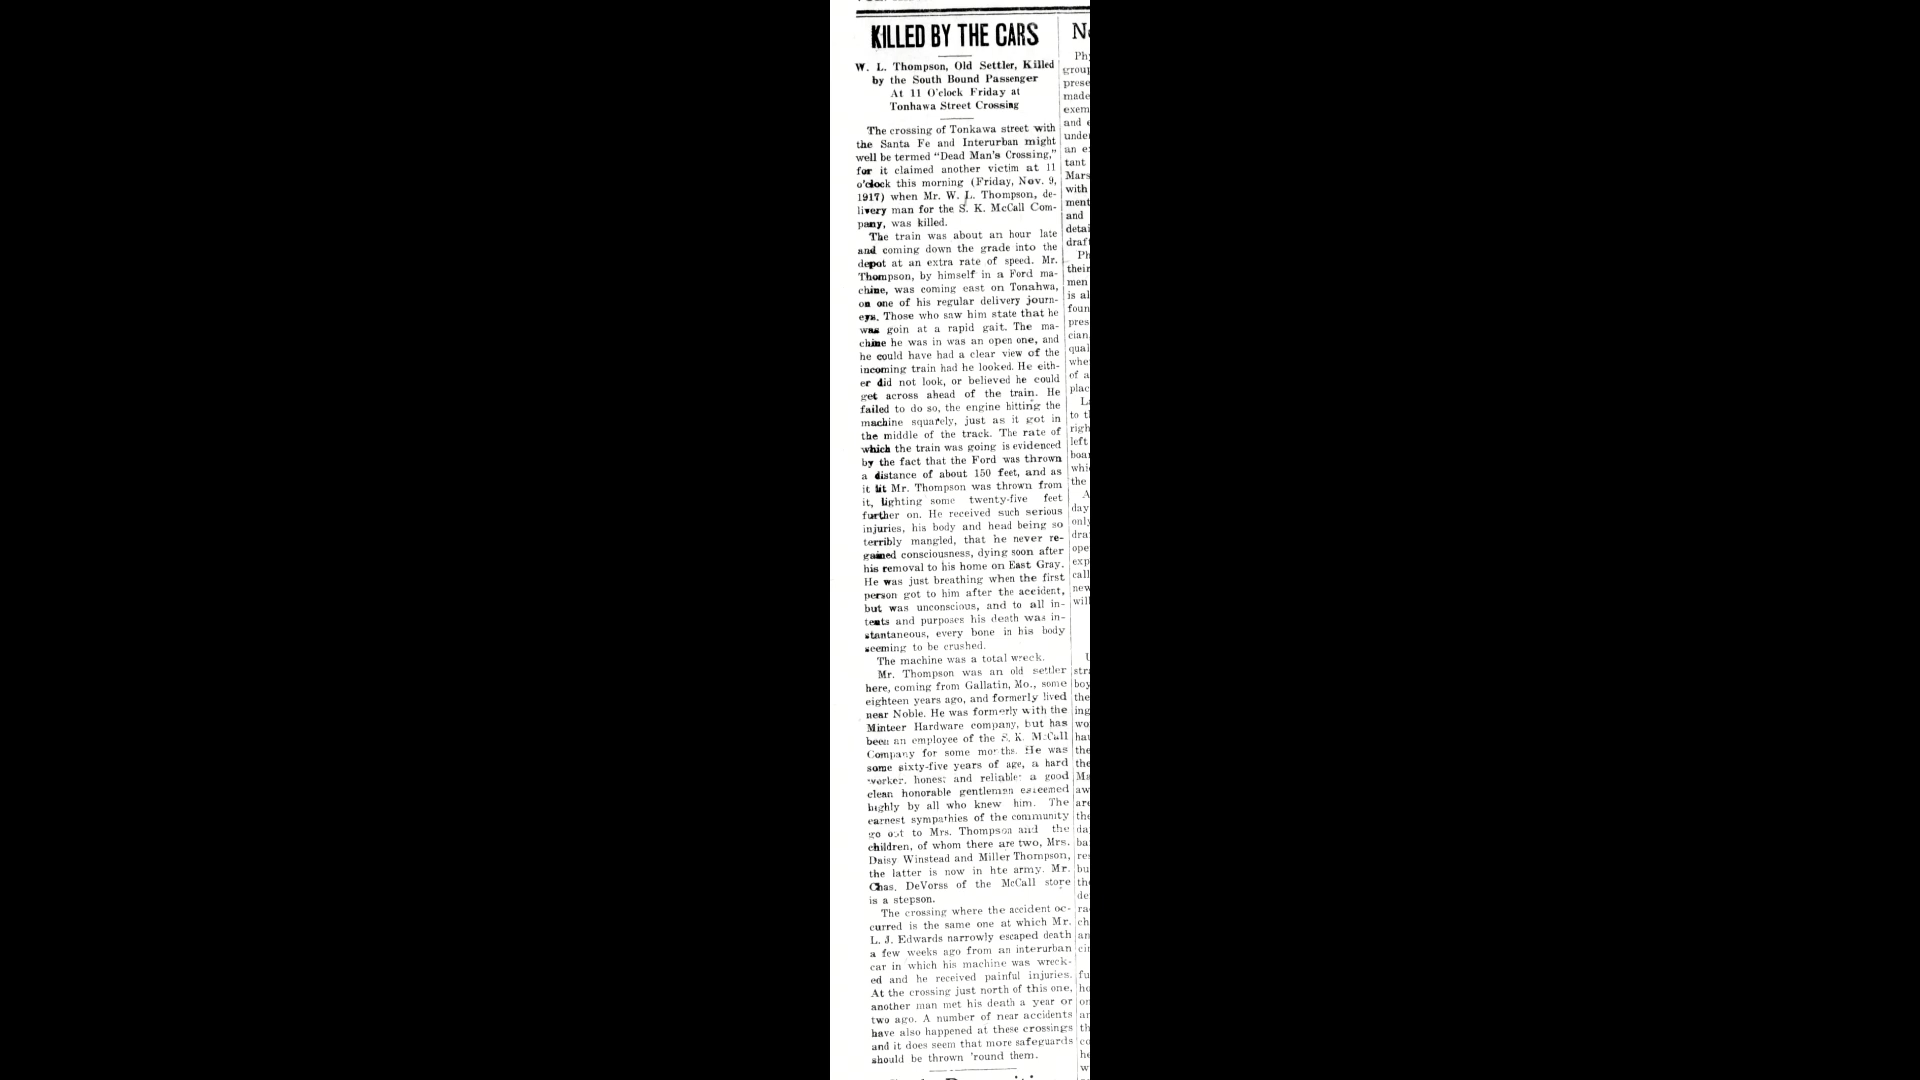 KILLED BY THE CARS
W. L. Thompson, Old Settler, Killed
by the South Bound Passenger
At 11 O'clock Friday at
Tonhawa Street Crossing
The crossing of Tonkawa street with
the Santa Fe and Interurban might
well be termed "Dead Man's Crossing,"
for it claimed another victim at 11
o'clock this morning (Friday, Nov. 9,
1917) when Mr. W. L. Thompson, de-
livery man for the S. K. McCall Com-
pany, was killed.
The train was about an hour late
and coming down the grade into the
depot at an extra rate of speed. Mr.
Thompson, by himself in a Ford ma-
chine, was coming east on Tonahwa,
on one of his regular delivery journ-
eys. Those who saw him state that he
was goin at a rapid gait. The ma-
chine he was in was an open one, and
he could have had a clear view of the
incoming train had he looked. He eith-
er did not look, or believed he could
get across ahead of the train. He
failed to do so, the engine hitting the
machine squarely, just as it got in
the middle of the track. The rate of
which the train was going is evidenced
by the fact that the Ford was thrown
a distance of about 150 feet, and as
it lit Mr. Thompson was thrown from
it, lighting some twenty-five feet
further on. He received such serious
injuries, his body and head being so
terribly mangled, that he never re-
gained consciousness, dying soon after
his removal to his home on East Gray.
He was just breathing when the first
person got to him after the accident,
but was unconscious, and to all in-
tents and purposes his death was in-
stantaneous, every bone in his body
seeming to be crushed.
The machine was a total wreck.
Mr. Thompson was an old settler
here, coming from Gallatin, Mo., some
eighteen years ago, and formerly lived
near Noble. He was formerly with the
Minteer Hardware company, but has
been an employee of the S. K. McCall
Company for some months. He was
some sixty-five years of age, a hard
worker, honest and reliable a good
clean honorable gentleman esteemed
highly by all who knew him. The
earnest sympathies of the community
go out to Mrs. Thompson and the
children, of whom there are two, Mrs.
Daisy Winstead and Miller Thompson,
the latter is now in hte army. Mr.
Chas. DeVorss of the McCall store
is a stepson.
The crossing where the accident oc-
curred is the same one at which Mr.
L. J. Edwards narrowly escaped death
a few weeks ago from an interurban
car in which his machine was wreck-
ed and he received painful injuries.
At the crossing just north of this one,
another man met his death a year or
two ago. A number of near accidents
have also happened at these crossings
and it does seem that more safeguards
should be thrown 'round them.